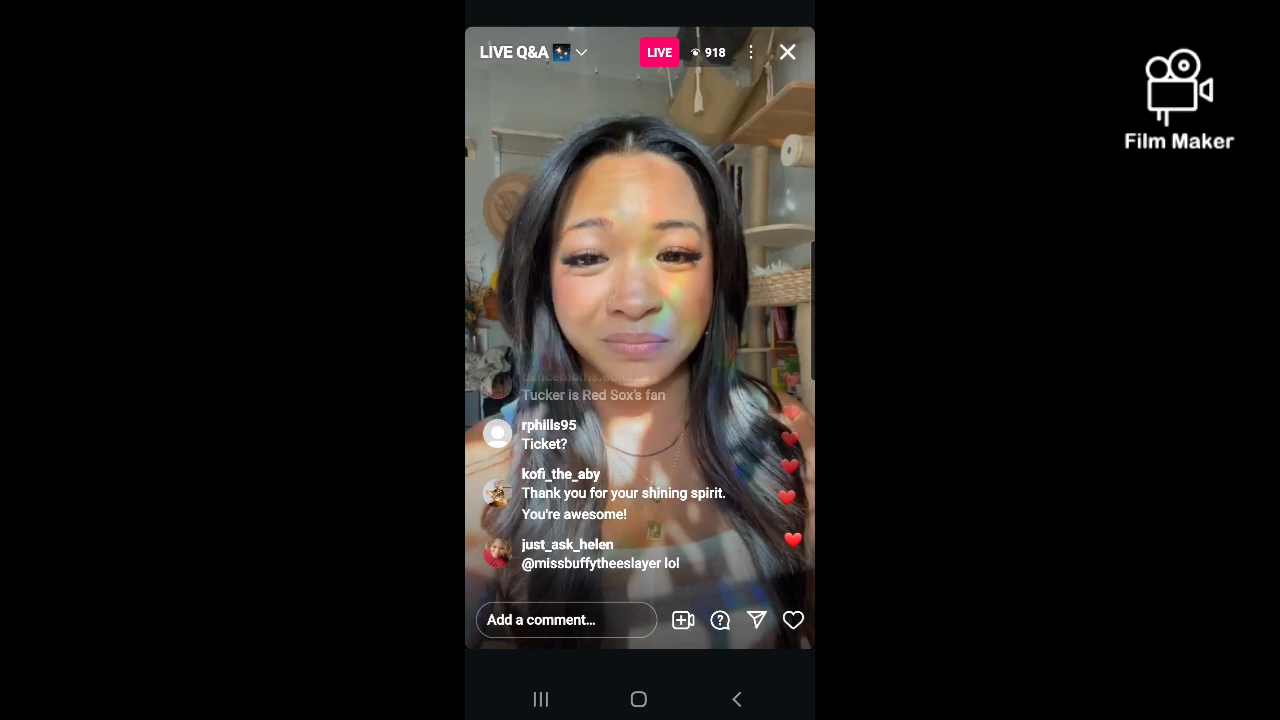 LIVE Q&A
LIVE
918
Film Maker
Tucker is Red Sox's fan
rphills95
Ticket?
kofi_the_aby
Thank you for your shining spirit.
You're awesome!
just_ask_helen
@missbuffytheeslayer lol
Add a comment...